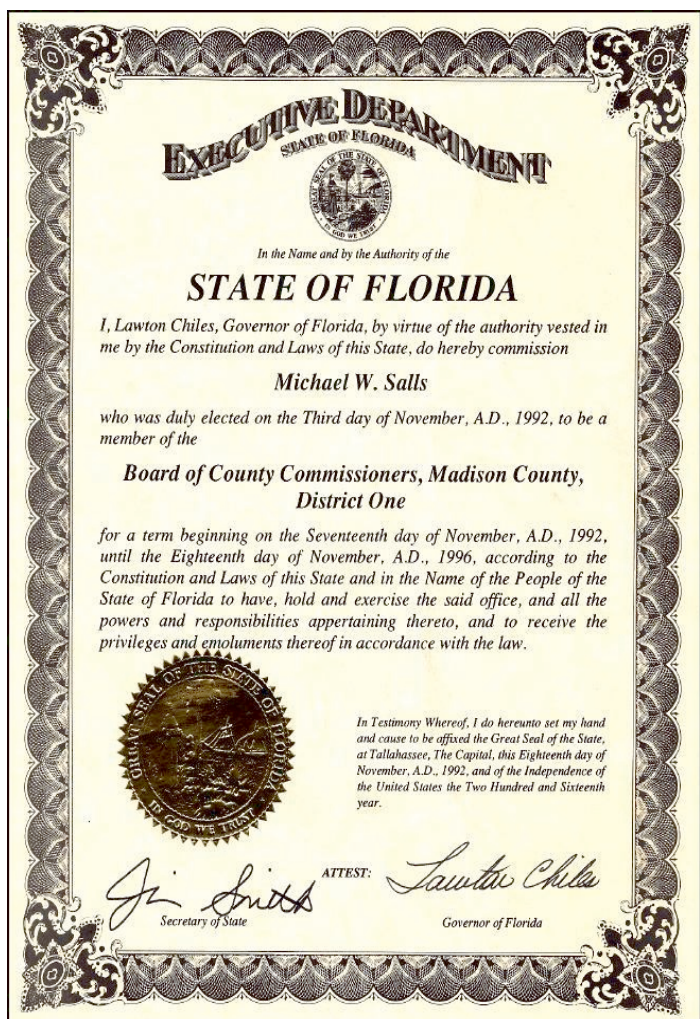 EXECUTIVE DEPARTMENT
STATE OF FLORIDA
GREAT SEAL OF THE STATE OF FLORIDA
IN GOD WE TRUST
In the Name and by the Authority of the
STATE OF FLORIDA
I, Lawton Chiles, Governor of Florida, by virtue of the authority vested in
me by the Constitution and Laws of this State, do hereby commission
Michael W. Salls
who was duly elected on the Third day of November, A.D., 1992, to be a
member of the
Board of County Commissioners, Madison County,
District One
for a term beginning on the Seventeenth day of November, A.D., 1992,
until the Eighteenth day of November, A.D., 1996, according to the
Constitution and Laws of this State and in the Name of the People of the
State of Florida to have, hold and exercise the said office, and all the
powers and responsibilities appertaining thereto, and to receive the
privileges and emoluments thereof in accordance with the law.
GREAT SEAL OF THE STATE OF FLORIDA
IN GOD WE TRUST
In Testimony Whereof, I do hereunto set my hand
and cause to be affixed the Great Seal of the State,
at Tallahassee, The Capital, this Eighteenth day of
November, A.D., 1992, and of the Independence of
the United States the Two Hundred and Sixteenth
year.
ATTEST:
Jim Smith
Secretary of State
Lawton Chiles
Governor of Florida